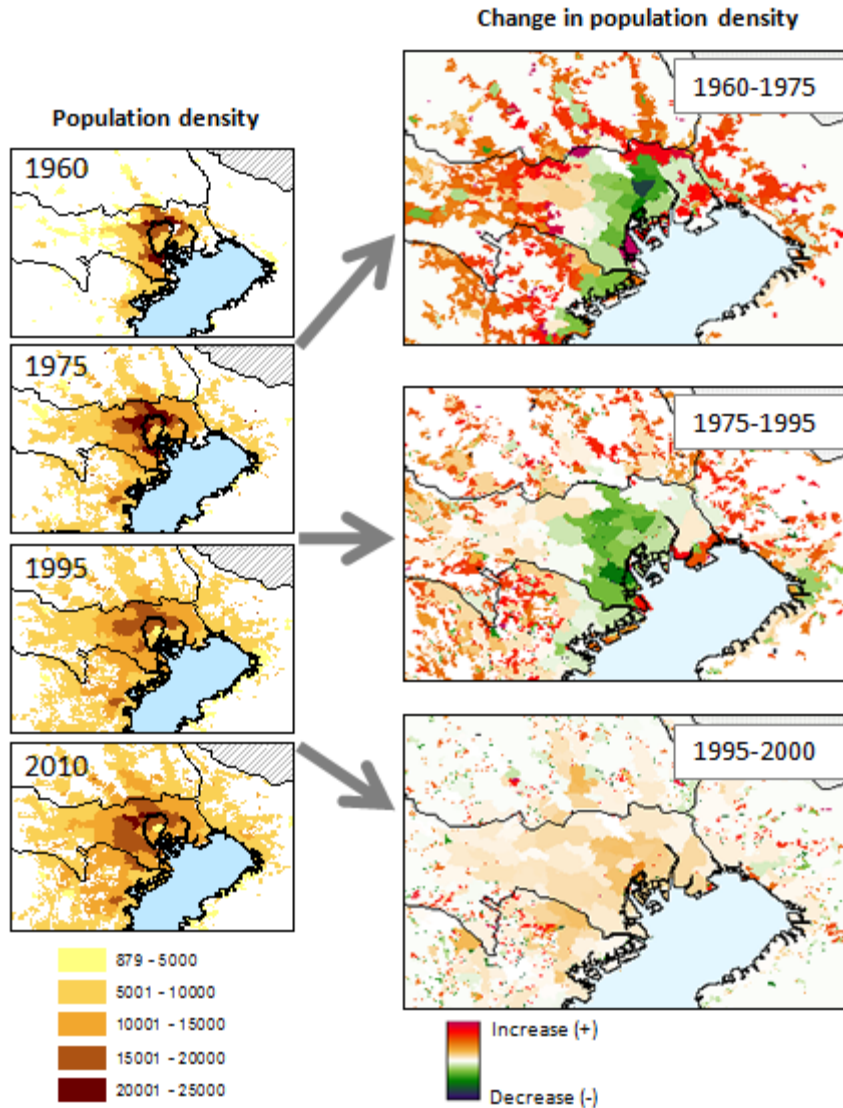 Change in population density
Population density
1960
1975
1995
2010
879 - 5000
5001 - 10000
10001 - 15000
15001 - 20000
20001 - 25000
1960-1975
1975-1995
1995-2000
Increase (+)
Decrease (-)